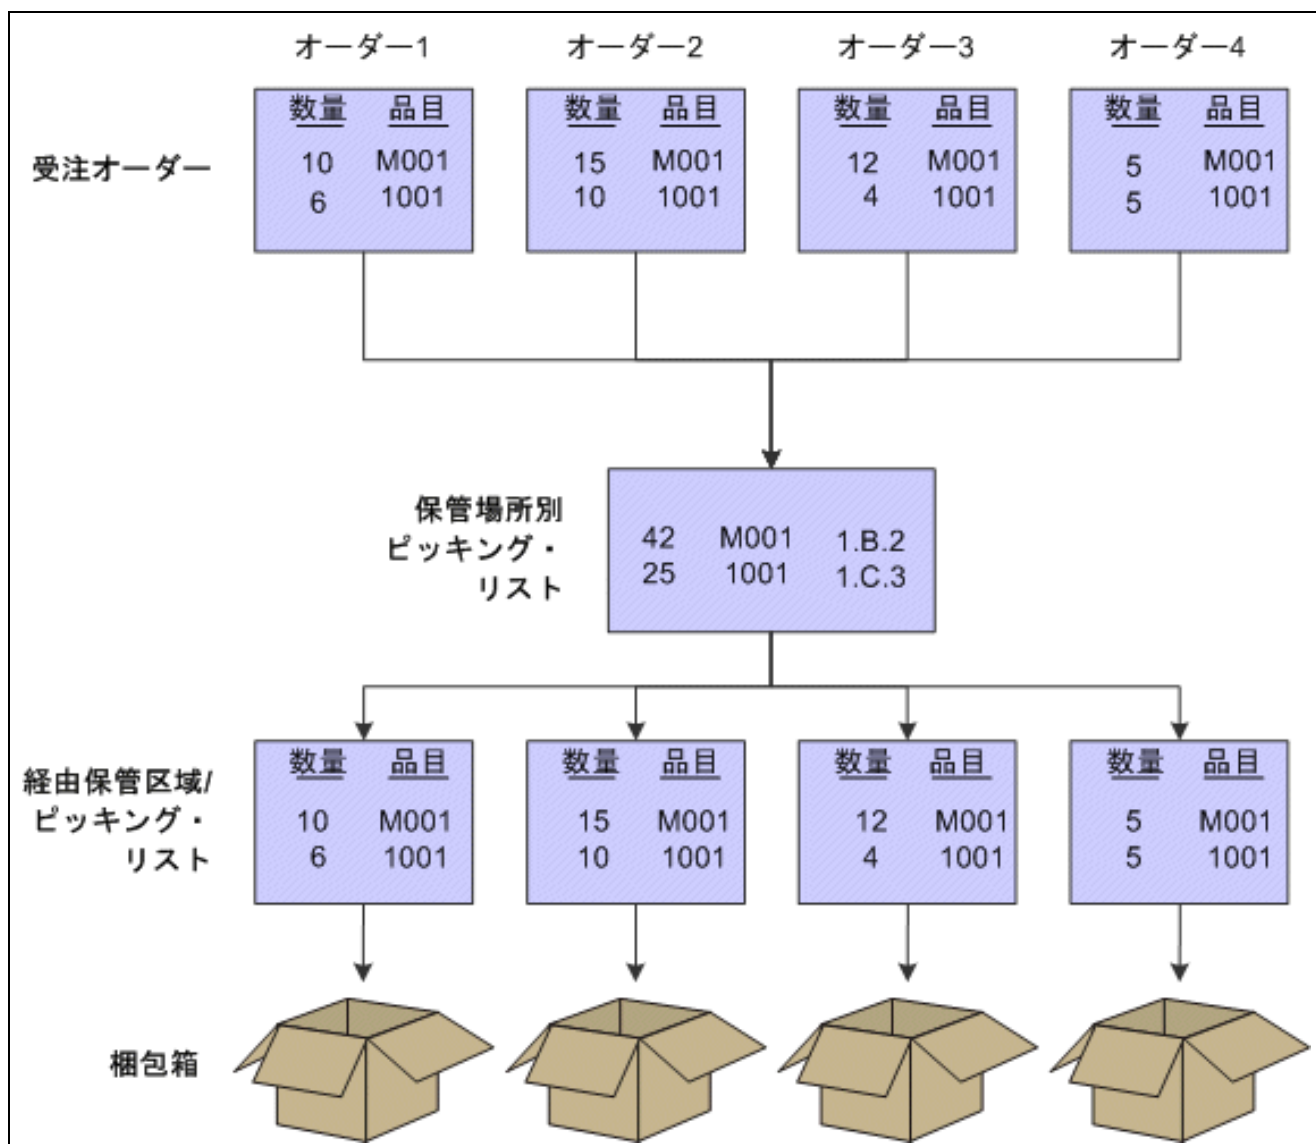 オーダー1 オーダー2 オーダー3 オーダー4
受注オーダー
数量 品目
10 M001
6 1001
数量 品目
15 M001
10 1001
数量 品目
12 M001
4 1001
数量 品目
5 M001
5 1001
保管場所別
ピッキング・
リスト
42 M001 1.B.2
25 1001 1.C.3
経由保管区域/
ピッキング・
リスト
数量 品目
10 M001
6 1001
数量 品目
15 M001
10 1001
数量 品目
12 M001
4 1001
数量 品目
5 M001
5 1001
梱包箱